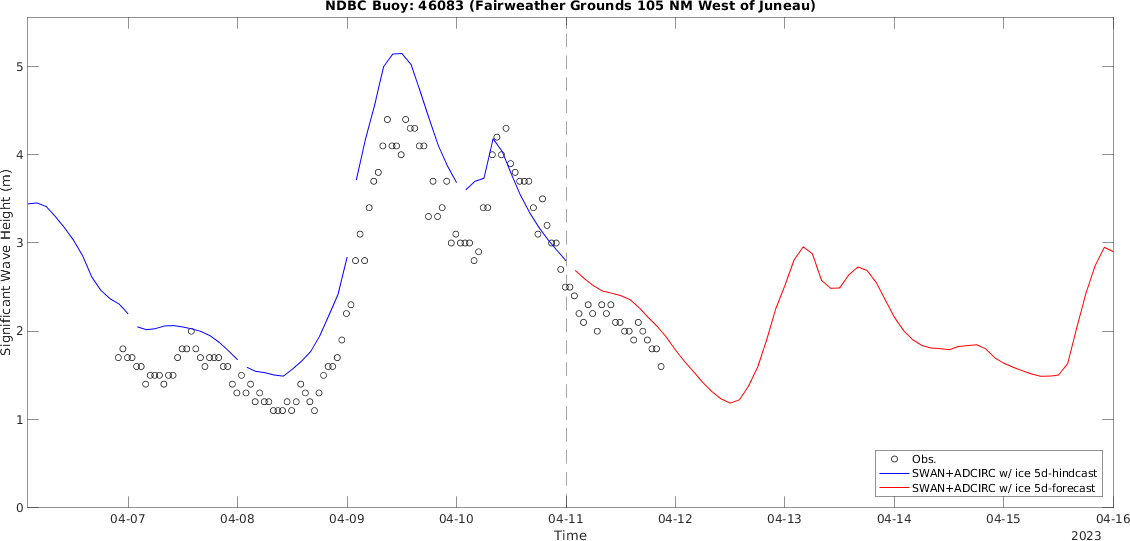 NDBC Buoy: 46083 (Fairweather Grounds 105 NM West of Juneau)
Significant Wave Height (m)
5
4
3
2
1
0
Obs.
SWAN+ADCIRC w/ ice 5d-hindcast
SWAN+ADCIRC w/ ice 5d-forecast
04-07 04-08 04-09 04-10 04-11 04-12 04-13 04-14 04-15 04-16
Time
2023